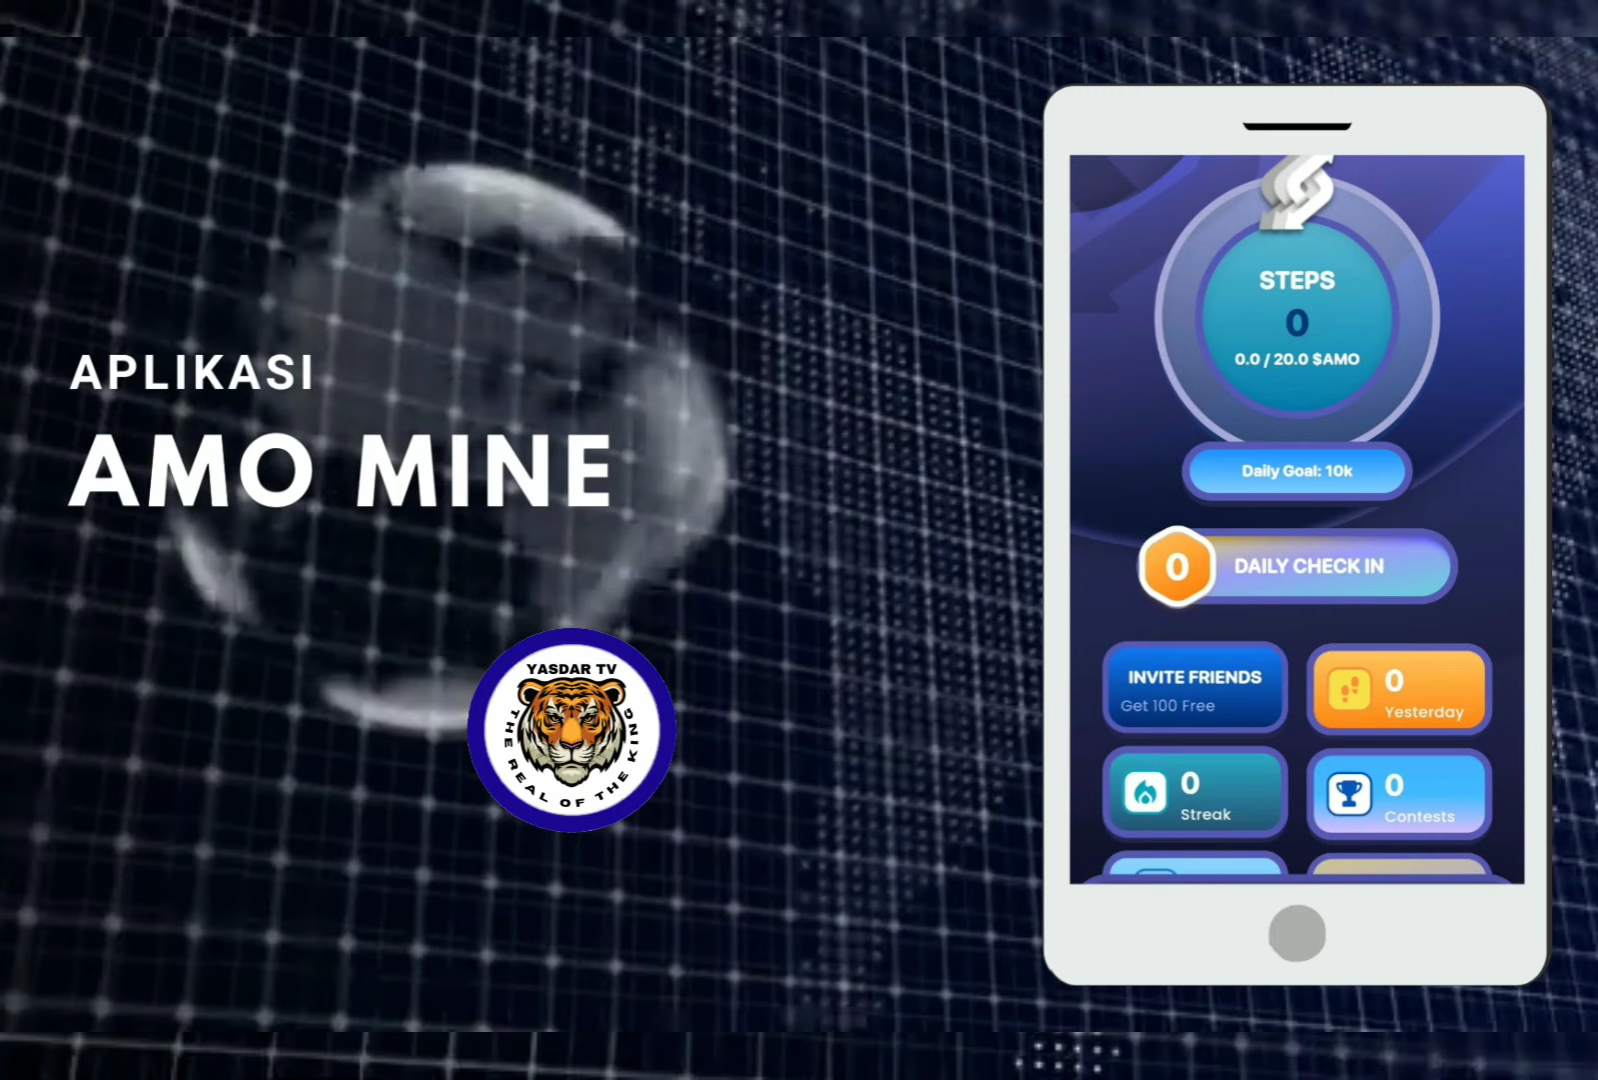 APLIKASI
AMO MINE
YASDAR TV
THE REAL OF THE KING
STEPS
0
0.0 / 20.0 $AMO
Daily Goal: 10k
0
DAILY CHECK IN
INVITE FRIENDS
Get 100 Free
0
Yesterday
0
Streak
0
Contests